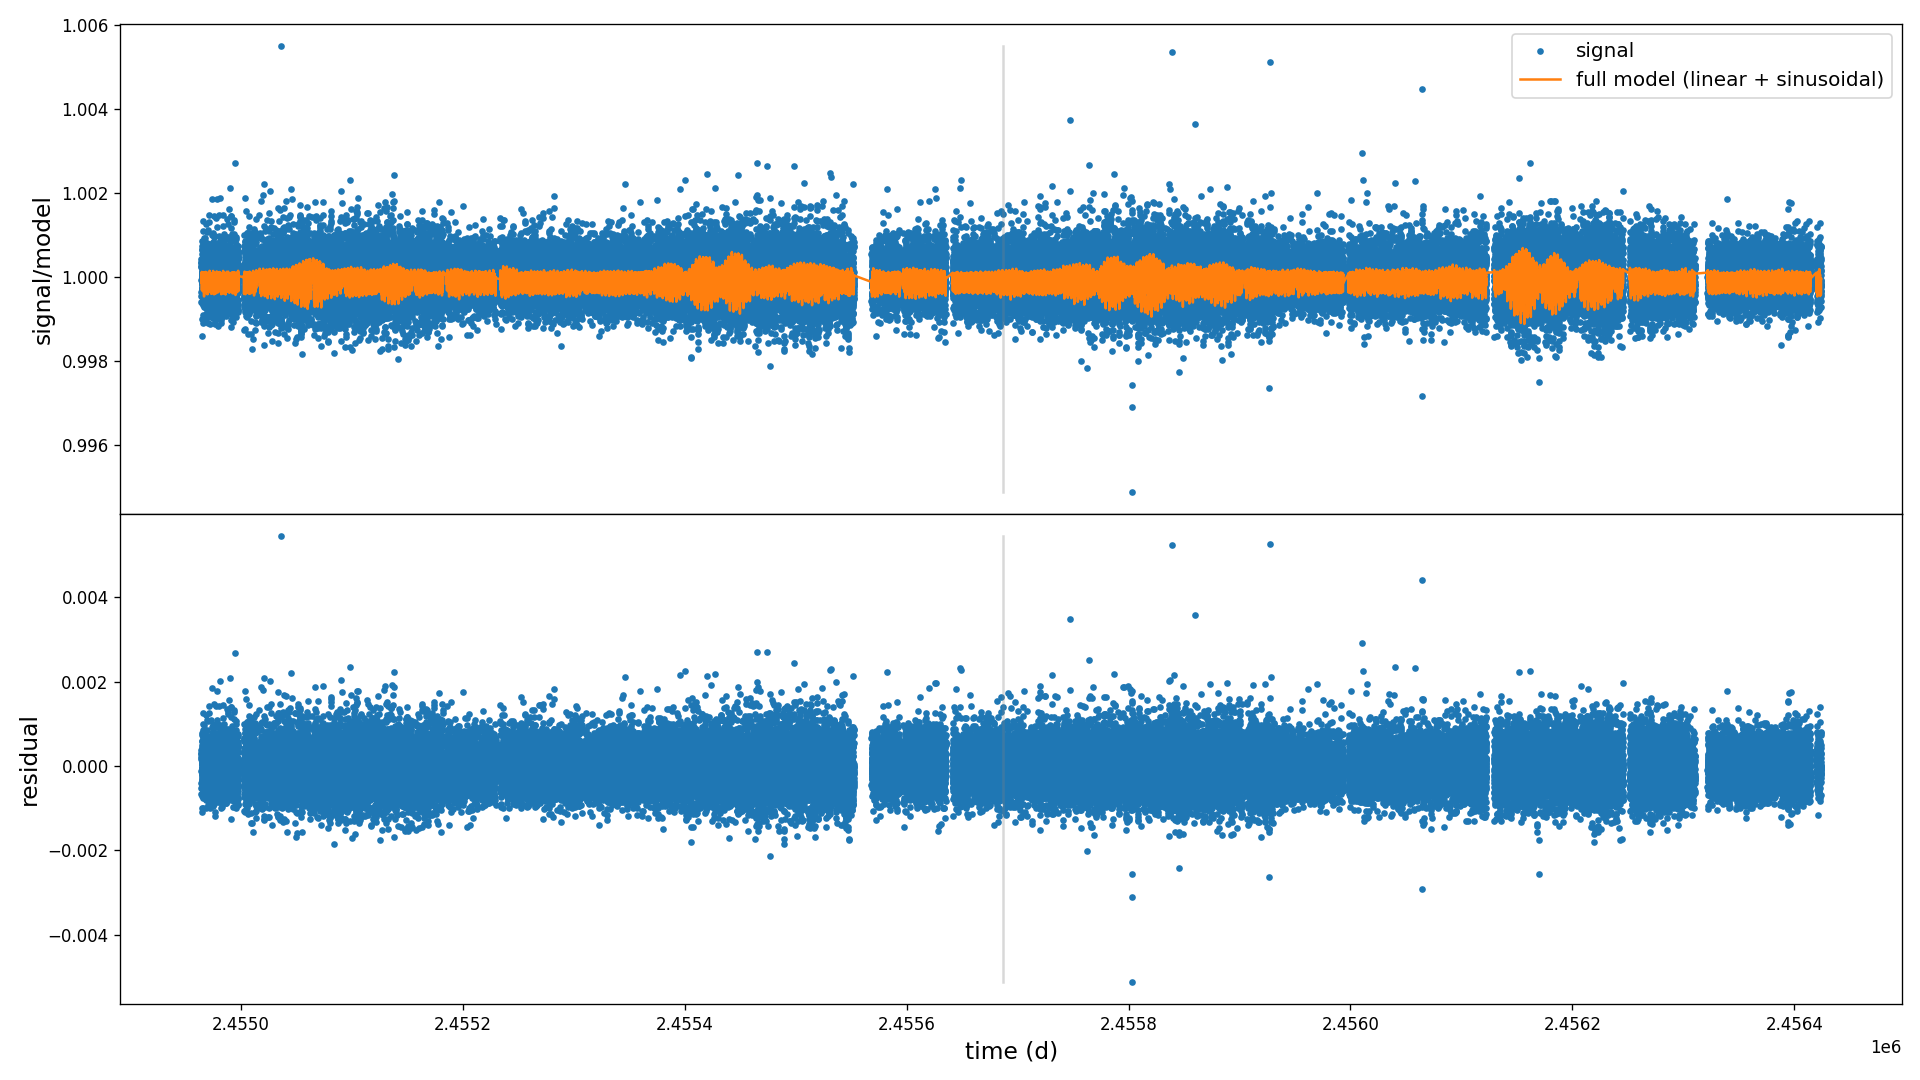 1.006
1.004
1.002
1.000
0.998
0.996
signal/model
signal
full model (linear + sinusoidal)
0.004
0.002
0.000
−0.002
−0.004
residual
2.4550 2.4552 2.4554 2.4556 2.4558 2.4560 2.4562 2.4564
1e6
time (d)